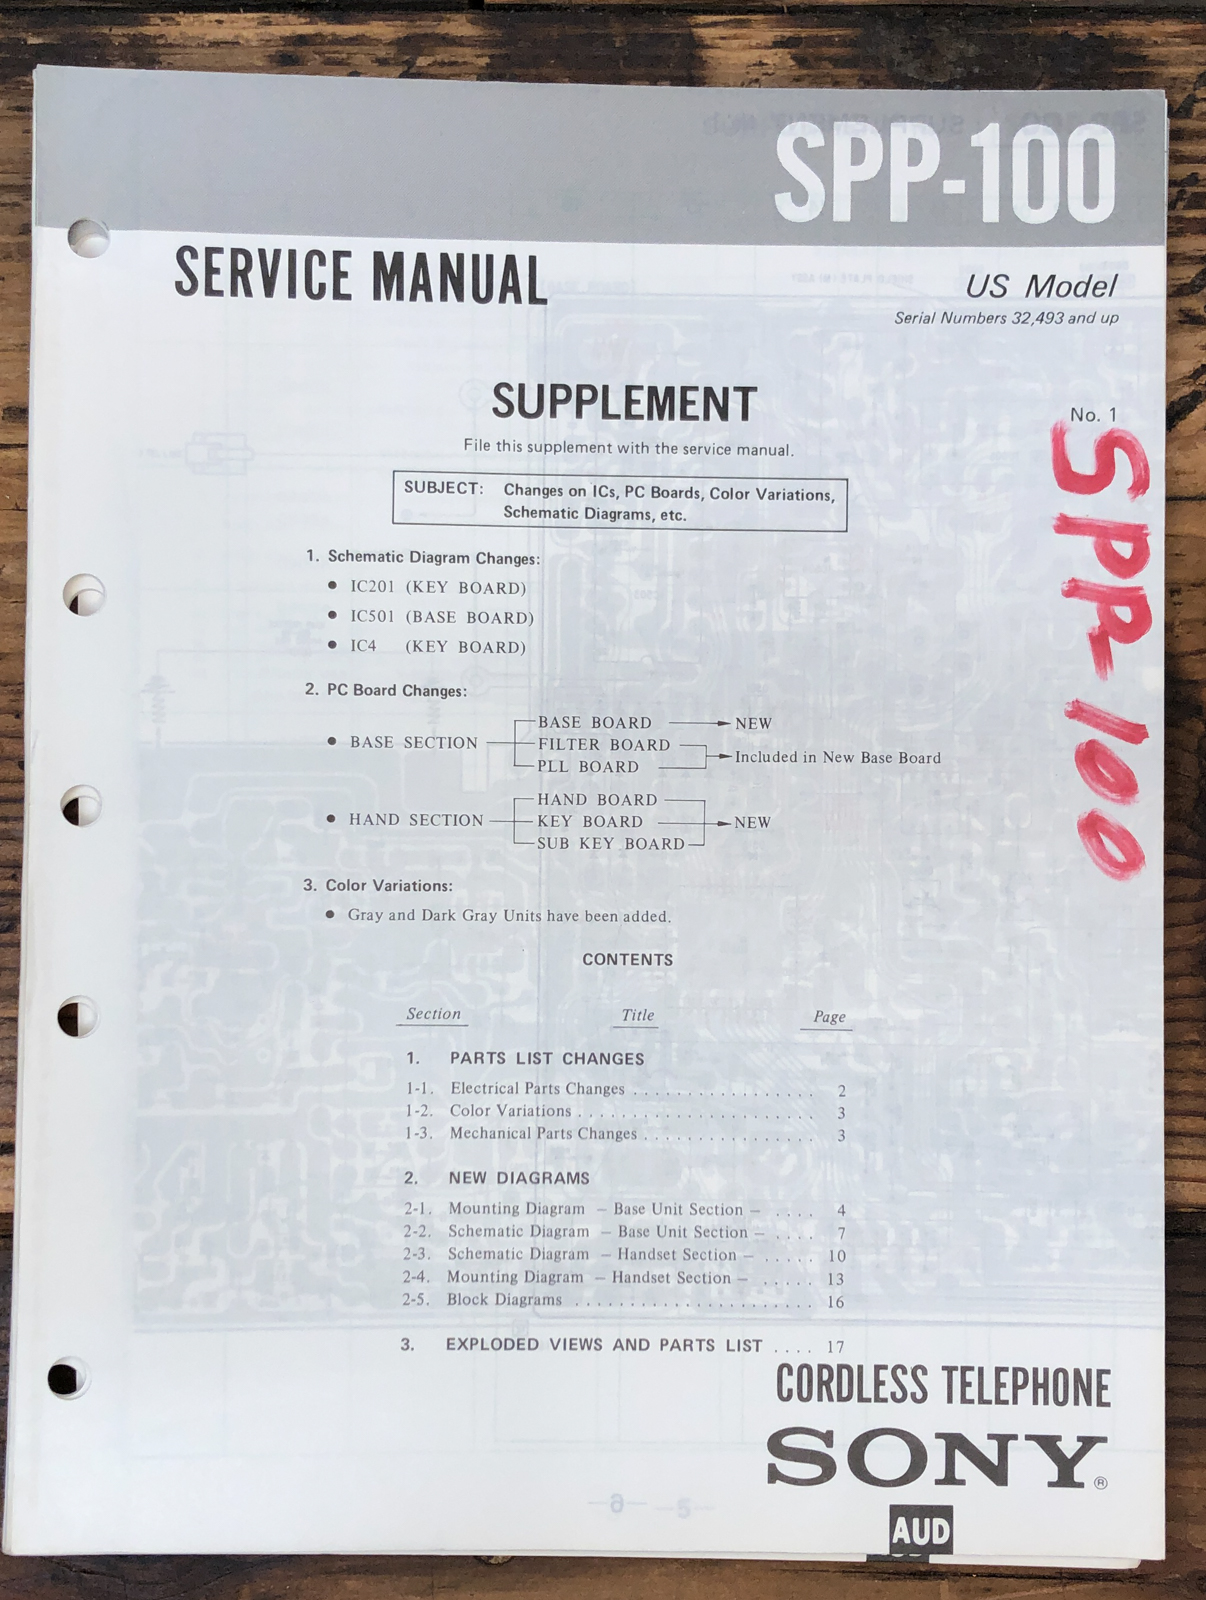 SPP-100
SERVICE MANUAL
US Model
Serial Numbers 32,493 and up
SUPPLEMENT
No. 1
File this supplement with the service manual.
SUBJECT: Changes on ICs, PC Boards, Color Variations,
Schematic Diagrams, etc.
SPP-100
1. Schematic Diagram Changes:
● IC201 (KEY BOARD)
● IC501 (BASE BOARD)
● IC4 (KEY BOARD)
2. PC Board Changes:
BASE BOARD → NEW
● BASE SECTION FILTER BOARD
→ Included in New Base Board
PLL BOARD
HAND BOARD
● HAND SECTION KEY BOARD → NEW
SUB KEY BOARD
3. Color Variations:
● Gray and Dark Gray Units have been added.
CONTENTS
Section Title Page
1. PARTS LIST CHANGES
1-1. Electrical Parts Changes ................. 2
1-2. Color Variations ..................... 3
1-3. Mechanical Parts Changes ............... 3
2. NEW DIAGRAMS
2-1. Mounting Diagram – Base Unit Section – .... 4
2-2. Schematic Diagram – Base Unit Section – .... 7
2-3. Schematic Diagram – Handset Section – ..... 10
2-4. Mounting Diagram – Handset Section – ..... 13
2-5. Block Diagrams ...................... 16
3. EXPLODED VIEWS AND PARTS LIST .... 17
CORDLESS TELEPHONE
SONY®
AUD